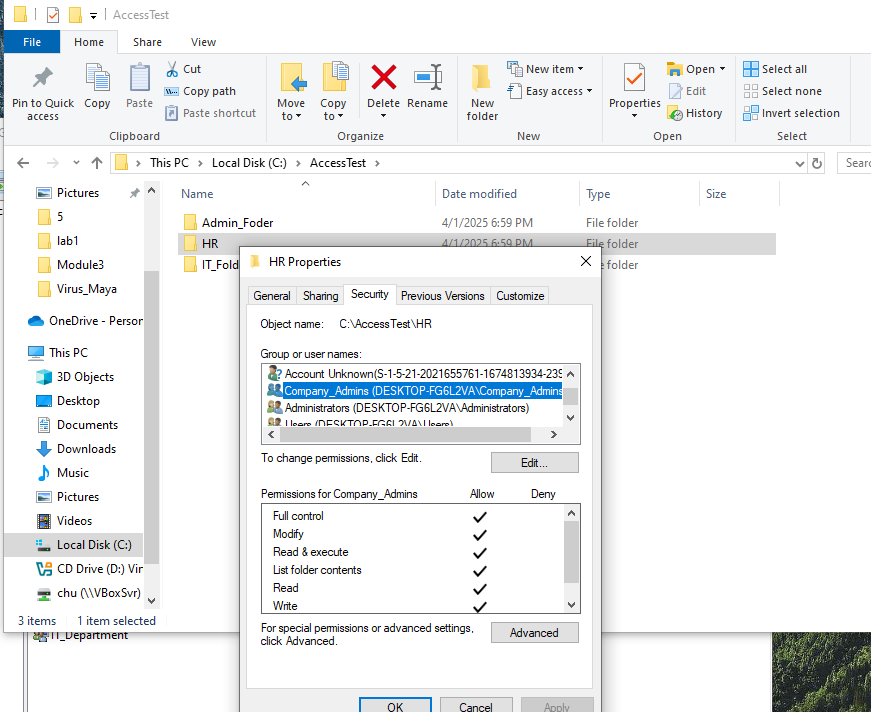 AccessTest
File Home Share View
Pin to Quick access
Copy
Paste
Cut
Copy path
Paste shortcut
Clipboard
Move to
Copy to
Delete
Rename
Organize
New folder
New item
Easy access
New
Properties
Open
Edit
History
Open
Select all
Select none
Invert selection
Select
This PC > Local Disk (C:) > AccessTest >
Sear
Pictures
5
lab1
Module3
Virus_Maya
OneDrive - Person
This PC
3D Objects
Desktop
Documents
Downloads
Music
Pictures
Videos
Local Disk (C:)
CD Drive (D:) Vir
chu (\\VBoxSvr)
Name Date modified Type Size
Admin_Foder 4/1/2025 6:59 PM File folder
HR 4/1/2025 6:59 PM File folder
IT_Fold e folder
3 items 1 item selected
IT_Department
HR Properties
General Sharing Security Previous Versions Customize
Object name: C:\AccessTest\HR
Group or user names:
Account Unknown(S-1-5-21-2021655761-1674813934-239
Company_Admins (DESKTOP-FG6L2VA\Company_Admins
Administrators (DESKTOP-FG6L2VA\Administrators)
Users (DESKTOP-FG6L2VA\Users)
To change permissions, click Edit.
Edit...
Permissions for Company_Admins Allow Deny
Full control
Modify
Read & execute
List folder contents
Read
Write
For special permissions or advanced settings,
click Advanced.
Advanced
OK Cancel Apply